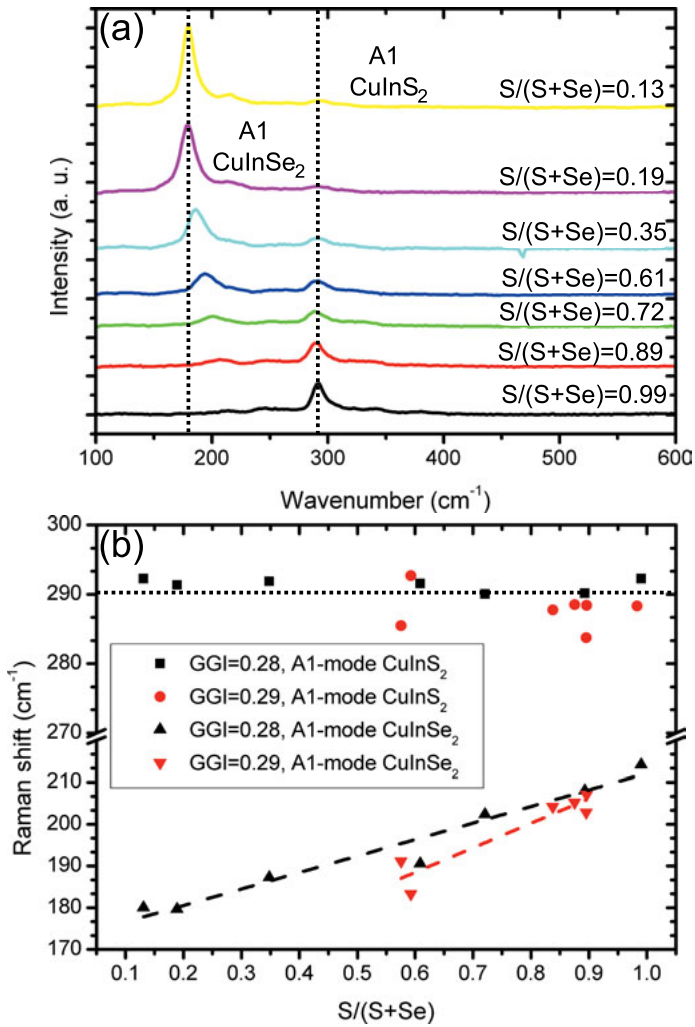 (a)
A1
CuInS₂
S/(S+Se)=0.13
A1
CuInSe₂
S/(S+Se)=0.19
S/(S+Se)=0.35
S/(S+Se)=0.61
S/(S+Se)=0.72
S/(S+Se)=0.89
S/(S+Se)=0.99
Intensity (a. u.)
100 200 300 400 500 600
Wavenumber (cm⁻¹)
(b)
300
290
280
270
210
200
190
180
170
GGI=0.28, A1-mode CuInS₂
GGI=0.29, A1-mode CuInS₂
GGI=0.28, A1-mode CuInSe₂
GGI=0.29, A1-mode CuInSe₂
Raman shift (cm⁻¹)
0.1 0.2 0.3 0.4 0.5 0.6 0.7 0.8 0.9 1.0
S/(S+Se)